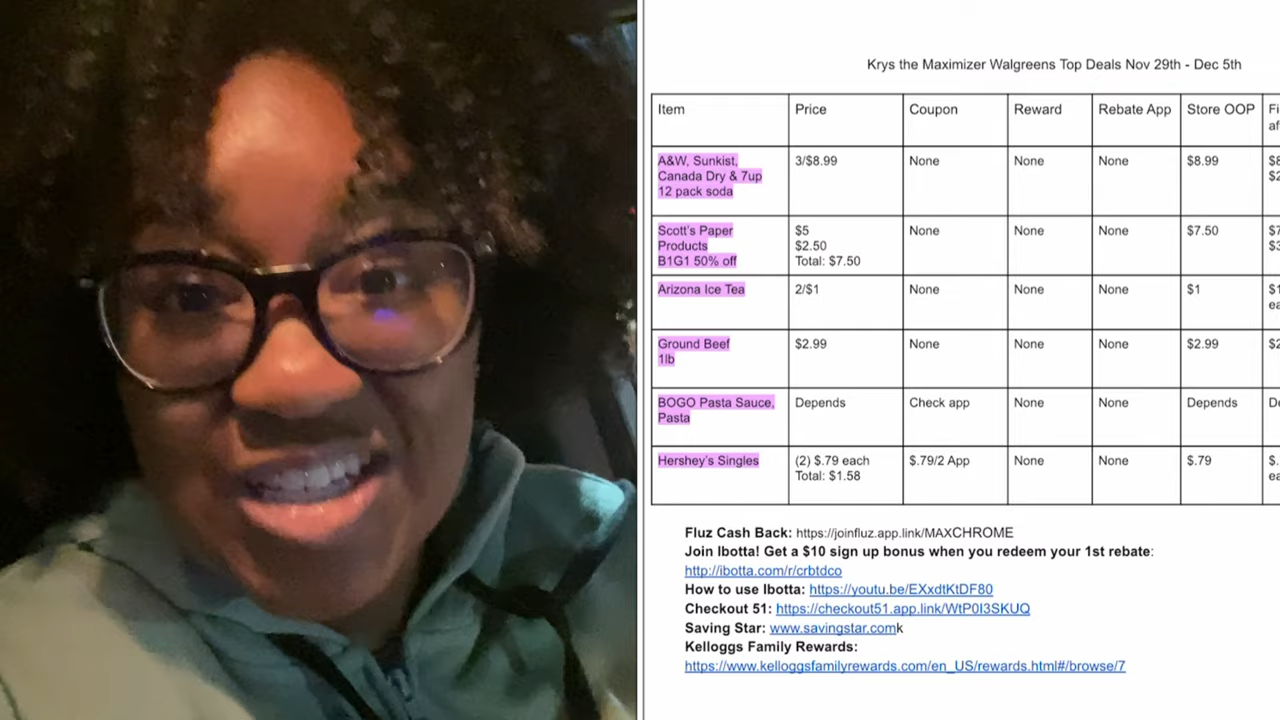 Krys the Maximizer Walgreens Top Deals Nov 29th - Dec 5th
Item Price Coupon Reward Rebate App Store OOP
A&W, Sunkist, 3/$8.99 None None None $8.99
Canada Dry & 7up
12 pack soda
Scott's Paper $5 None None None $7.50
Products $2.50
B1G1 50% off Total: $7.50
Arizona Ice Tea 2/$1 None None None $1
Ground Beef $2.99 None None None $2.99
1lb
BOGO Pasta Sauce, Depends Check app None None Depends
Pasta
Hershey's Singles (2) $.79 each $.79/2 App None None $.79
Total: $1.58
Fluz Cash Back: https://joinfluz.app.link/MAXCHROME
Join Ibotta! Get a $10 sign up bonus when you redeem your 1st rebate:
http://ibotta.com/r/crbtdco
How to use Ibotta: https://youtu.be/EXxdtKtDF80
Checkout 51: https://checkout51.app.link/WtP0I3SKUQ
Saving Star: www.savingstar.comk
Kelloggs Family Rewards:
https://www.kelloggsfamilyrewards.com/en_US/rewards.html#/browse/7